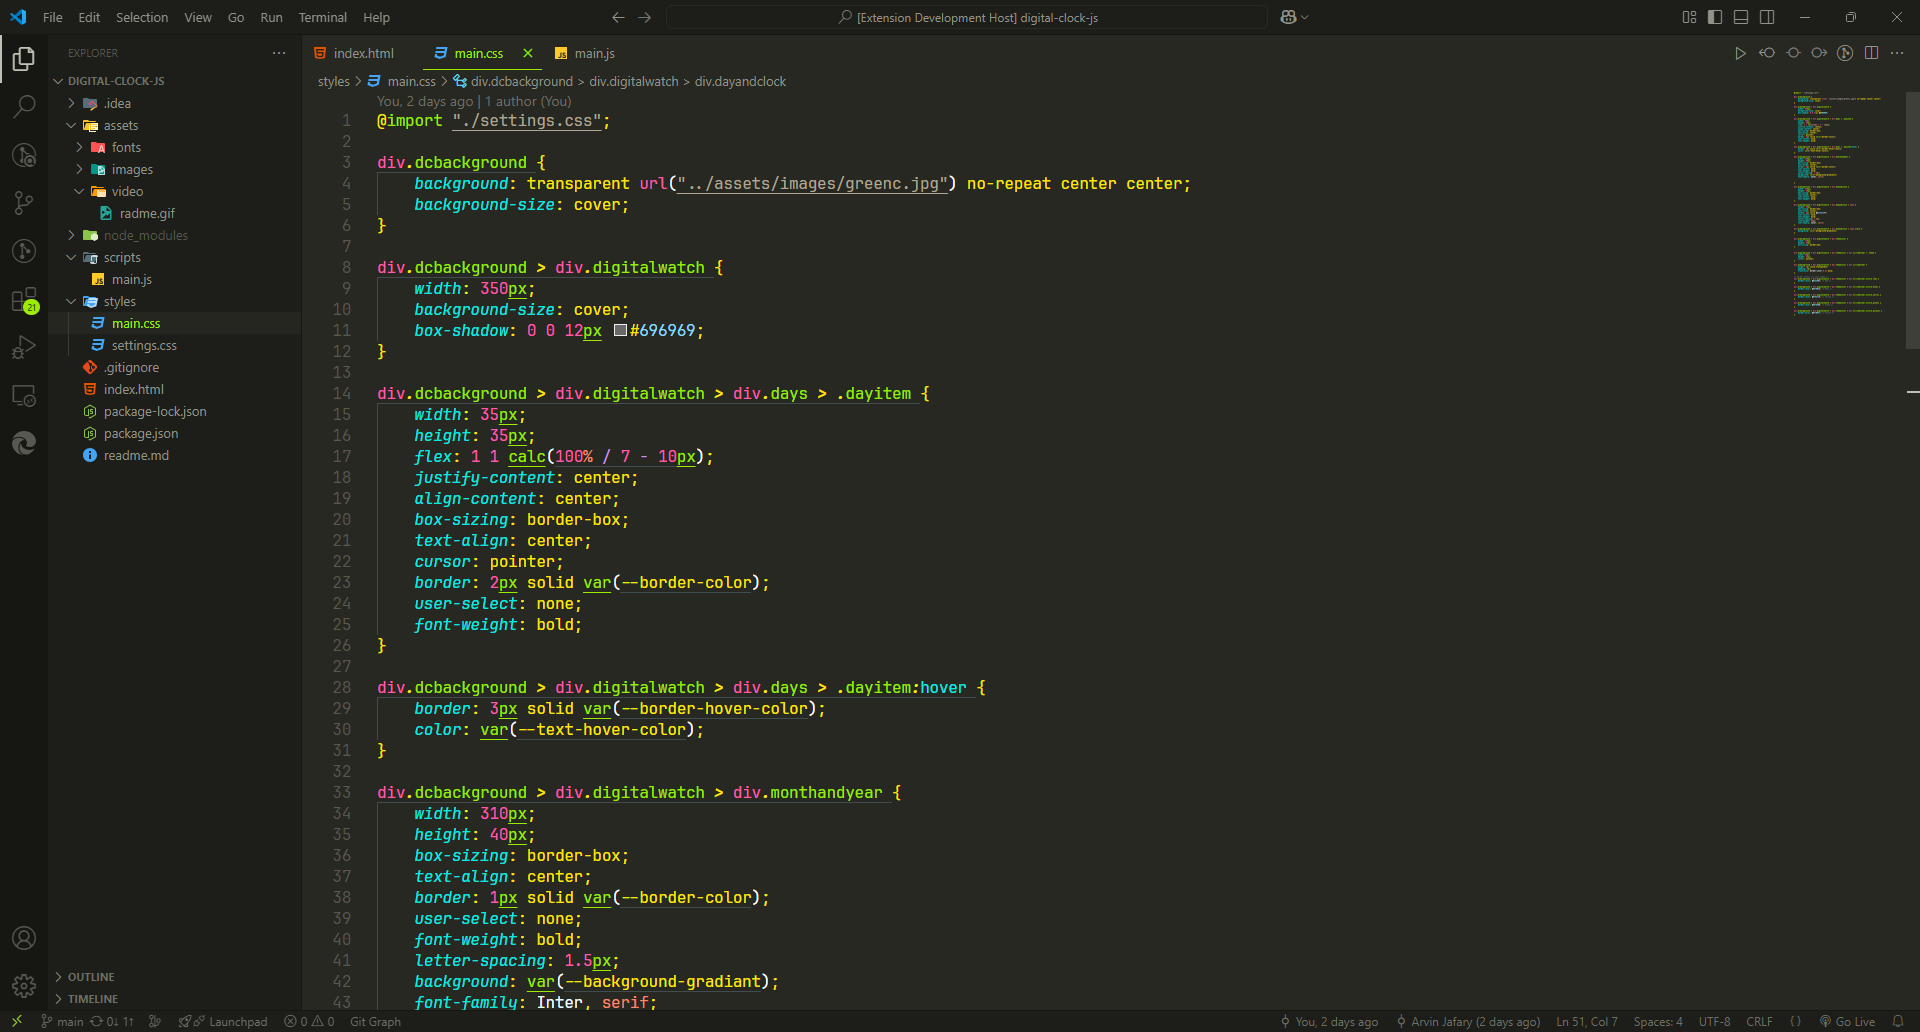 File Edit Selection View Go Run Terminal Help
[Extension Development Host] digital-clock-js
EXPLORER
DIGITAL-CLOCK-JS
.idea
assets
fonts
images
video
radme.gif
node_modules
scripts
main.js
styles
main.css
settings.css
.gitignore
index.html
package-lock.json
package.json
readme.md
21
OUTLINE
TIMELINE
index.html main.css main.js
styles > main.css > div.dcbackground > div.digitalwatch > div.dayandclock
You, 2 days ago | 1 author (You)
1 @import "./settings.css";
2
3 div.dcbackground {
4 background: transparent url("../assets/images/greenc.jpg") no-repeat center center;
5 background-size: cover;
6 }
7
8 div.dcbackground > div.digitalwatch {
9 width: 350px;
10 background-size: cover;
11 box-shadow: 0 0 12px #696969;
12 }
13
14 div.dcbackground > div.digitalwatch > div.days > .dayitem {
15 width: 35px;
16 height: 35px;
17 flex: 1 1 calc(100% / 7 - 10px);
18 justify-content: center;
19 align-content: center;
20 box-sizing: border-box;
21 text-align: center;
22 cursor: pointer;
23 border: 2px solid var(--border-color);
24 user-select: none;
25 font-weight: bold;
26 }
27
28 div.dcbackground > div.digitalwatch > div.days > .dayitem:hover {
29 border: 3px solid var(--border-hover-color);
30 color: var(--text-hover-color);
31 }
32
33 div.dcbackground > div.digitalwatch > div.monthandyear {
34 width: 310px;
35 height: 40px;
36 box-sizing: border-box;
37 text-align: center;
38 border: 1px solid var(--border-color);
39 user-select: none;
40 font-weight: bold;
41 letter-spacing: 1.5px;
42 background: var(--background-gradiant);
43 font-family: Inter, serif;
main 0↓ 1↑ Launchpad 0 0 Git Graph You, 2 days ago Arvin Jafary (2 days ago) Ln 51, Col 7 Spaces: 4 UTF-8 CRLF { } Go Live